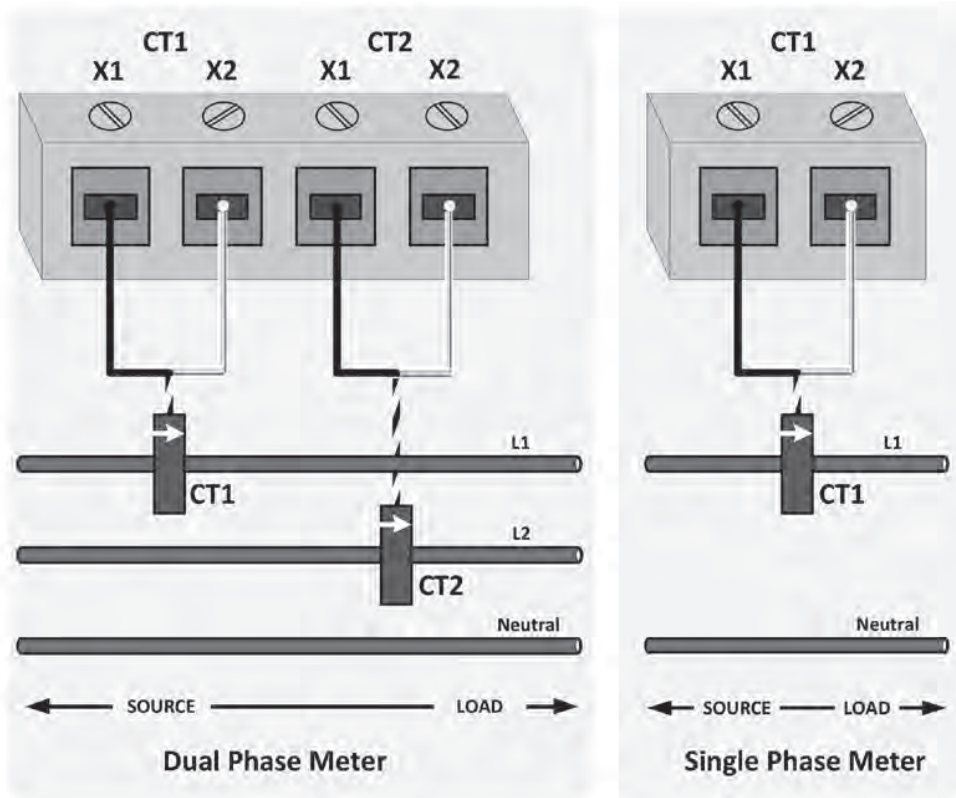 CT1 CT2
X1 X2 X1 X2
L1
CT1
L2
CT2
Neutral
SOURCE LOAD
Dual Phase Meter
CT1
X1 X2
L1
CT1
Neutral
SOURCE LOAD
Single Phase Meter